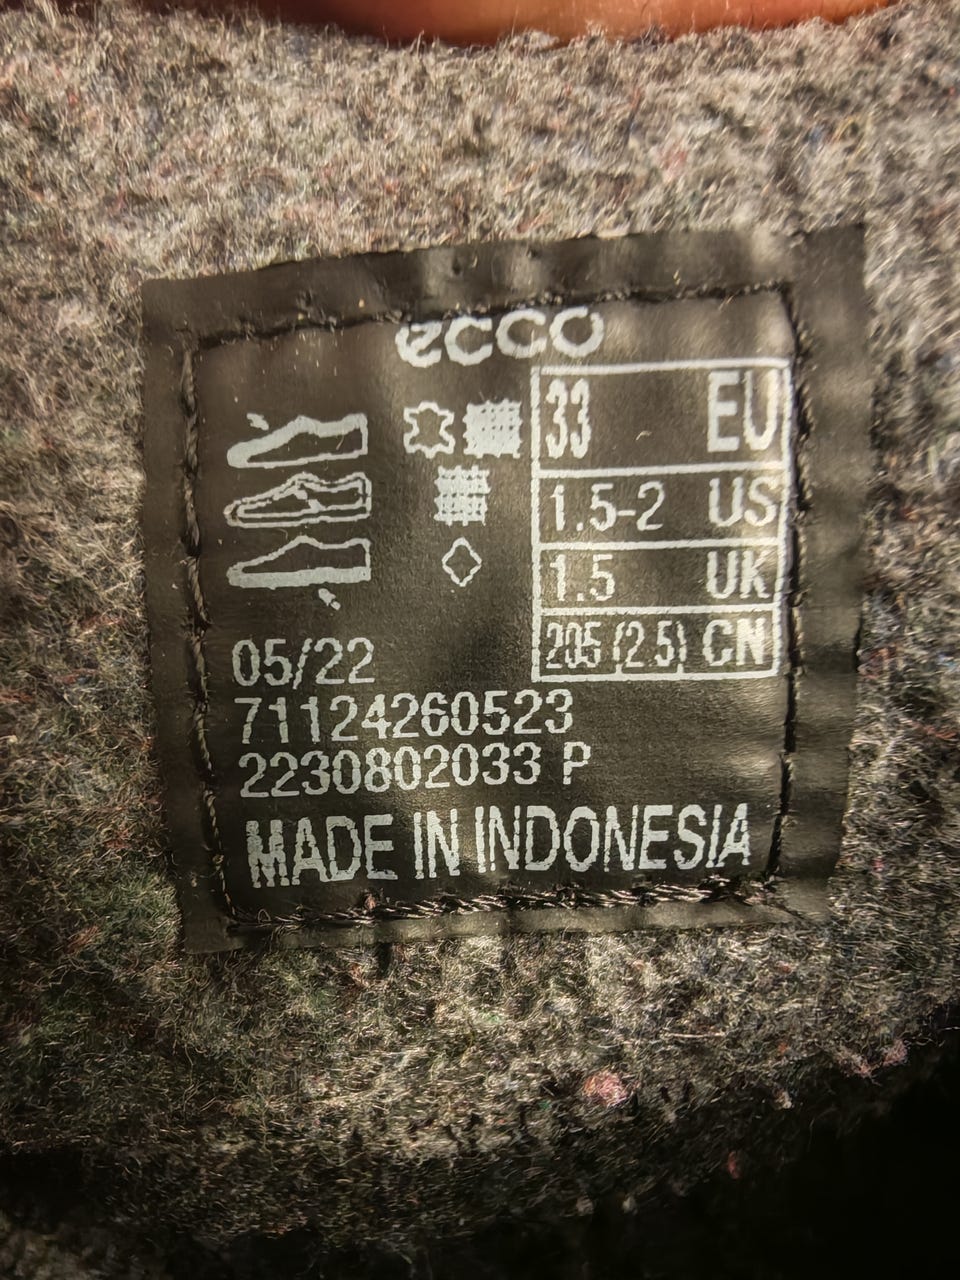 ecco
33 EU
1.5-2 US
1.5 UK
205 (2.5) CN
05/22
71124260523
2230802033 P
MADE IN INDONESIA